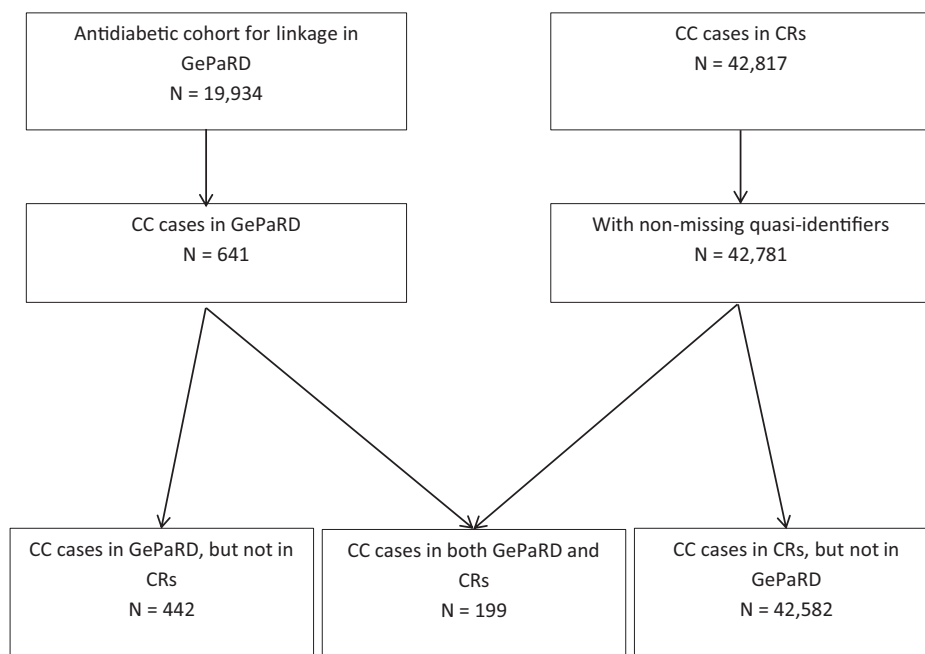 Antidiabetic cohort for linkage in
GePaRD
N = 19,934
CC cases in CRs
N = 42,817
CC cases in GePaRD
N = 641
With non-missing quasi-identifiers
N = 42,781
CC cases in GePaRD, but not in
CRs
N = 442
CC cases in both GePaRD and
CRs
N = 199
CC cases in CRs, but not in
GePaRD
N = 42,582